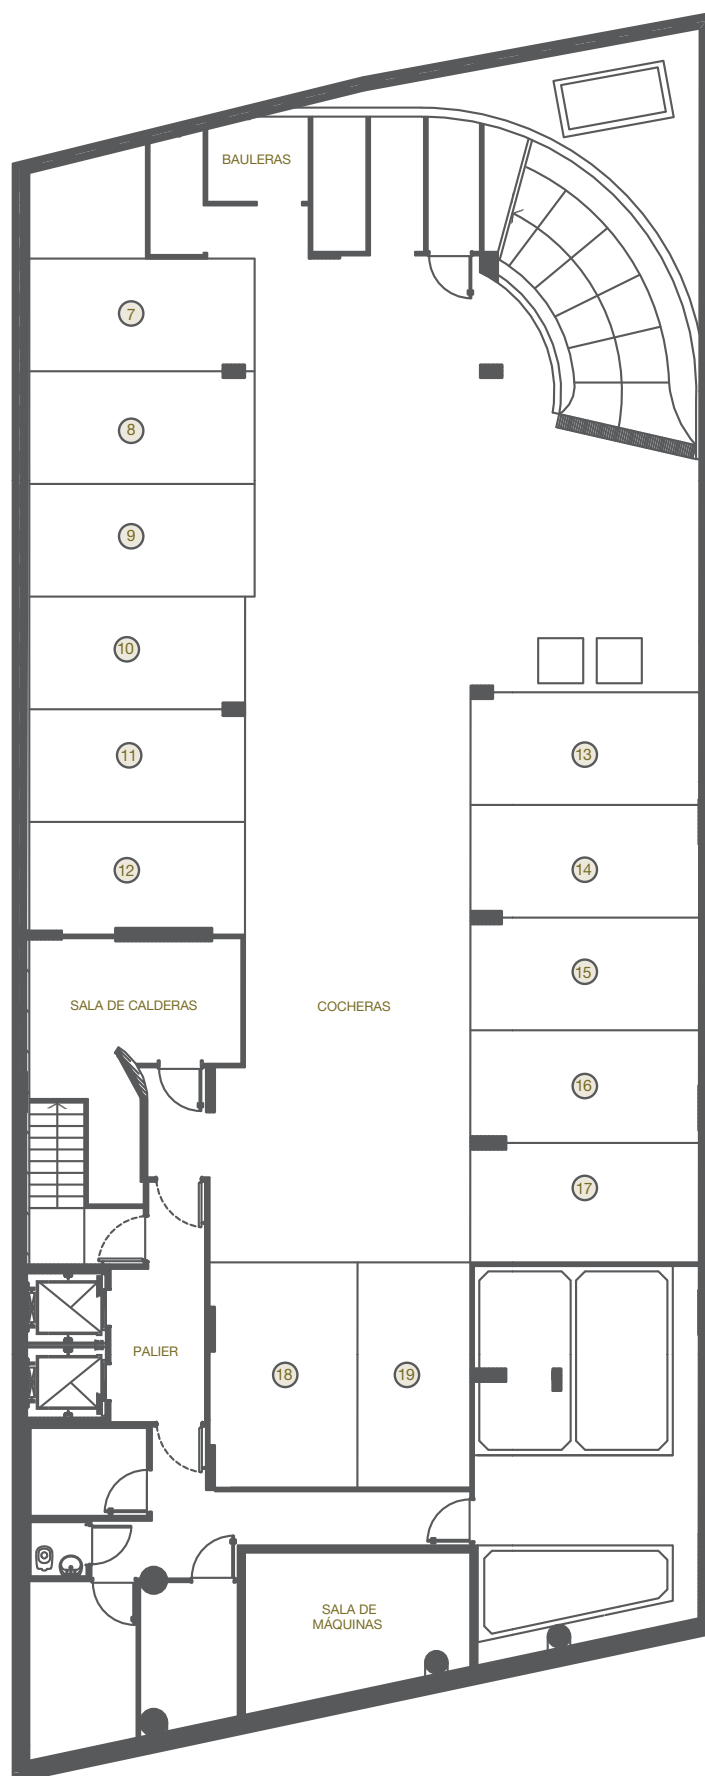 BAULERAS
7
8
9
10
11
12
13
14
15
16
17
SALA DE CALDERAS
COCHERAS
PALIER
18
19
SALA DE
MÁQUINAS